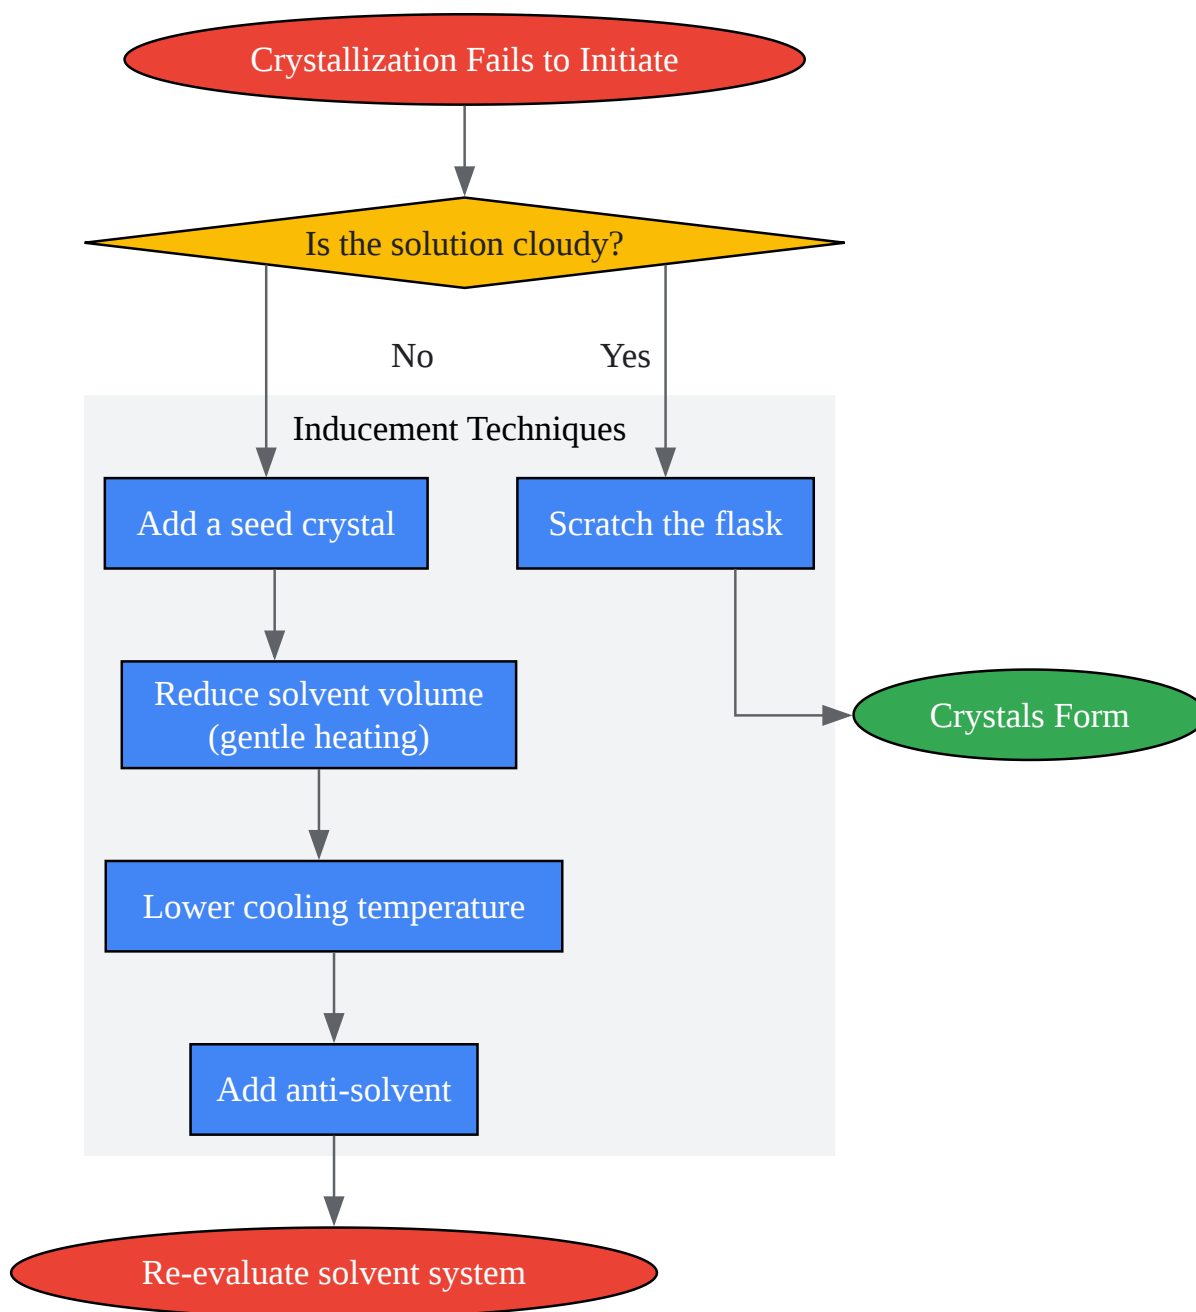 Crystallization Fails to Initiate
Is the solution cloudy?
No
Yes
Inducement Techniques
Add a seed crystal
Scratch the flask
Reduce solvent volume
(gentle heating)
Crystals Form
Lower cooling temperature
Add anti-solvent
Re-evaluate solvent system